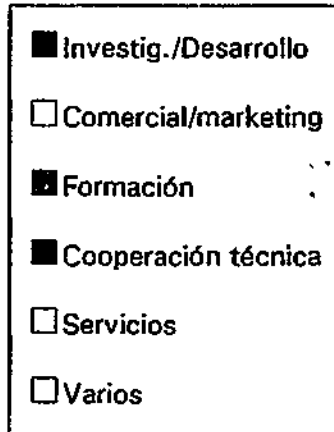 Investig./Desarrollo
Comercial/marketing
Formación
Cooperación técnica
Servicios
Varios